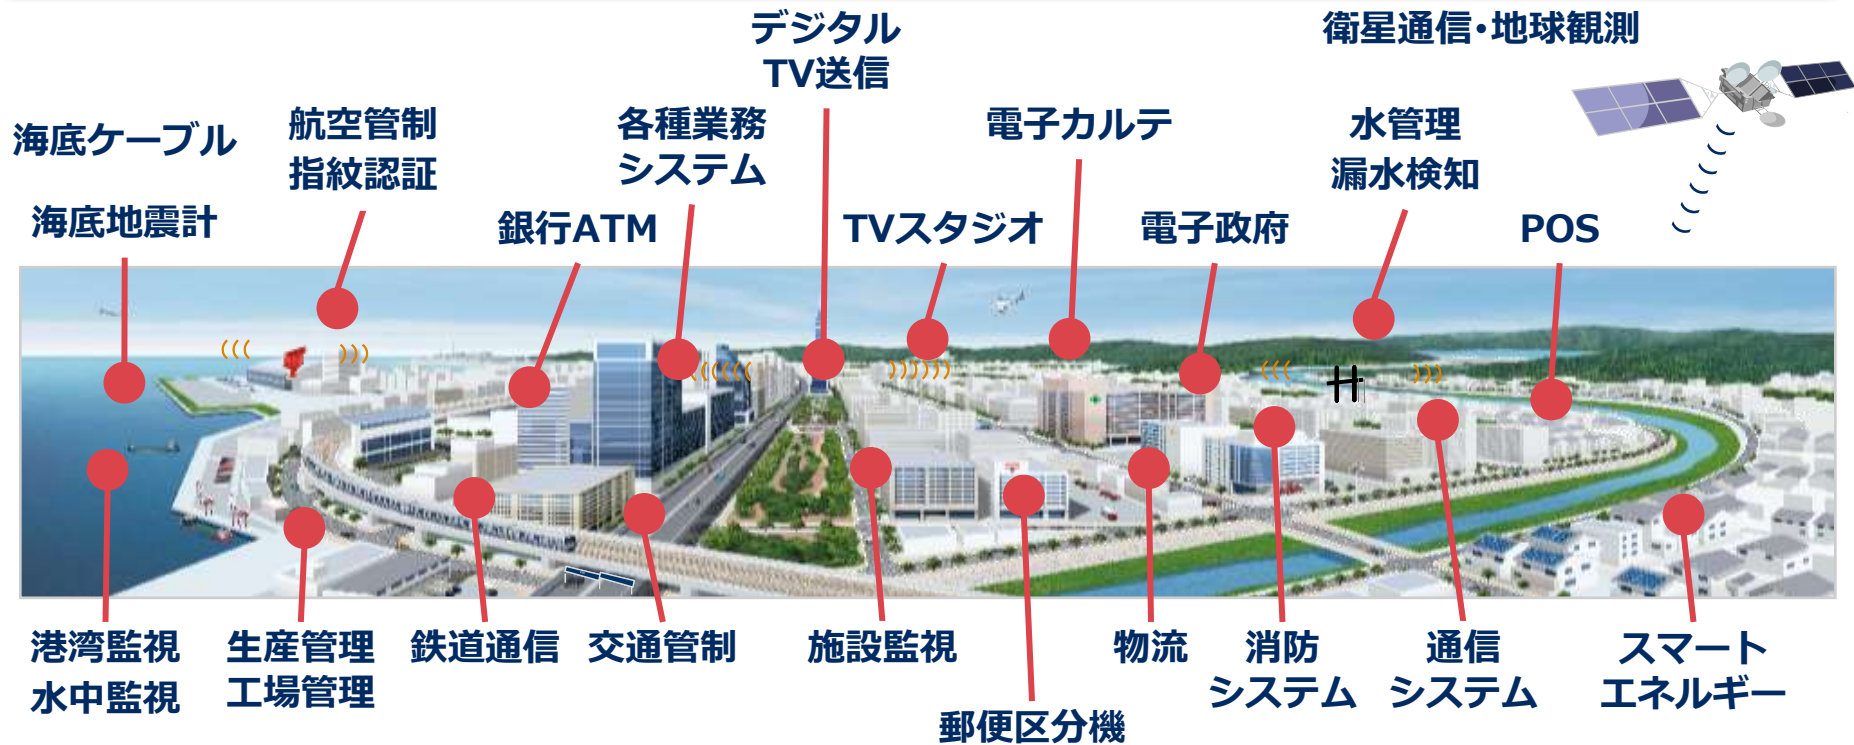 デジタル
TV送信
衛星通信・地球観測
海底ケーブル
航空管制
指紋認証
各種業務
システム
電子カルテ
水管理
漏水検知
海底地震計
銀行ATM
TVスタジオ
電子政府
POS
港湾監視
水中監視
生産管理
工場管理
鉄道通信
交通管制
施設監視
郵便区分機
物流
消防
システム
通信
システム
スマート
エネルギー